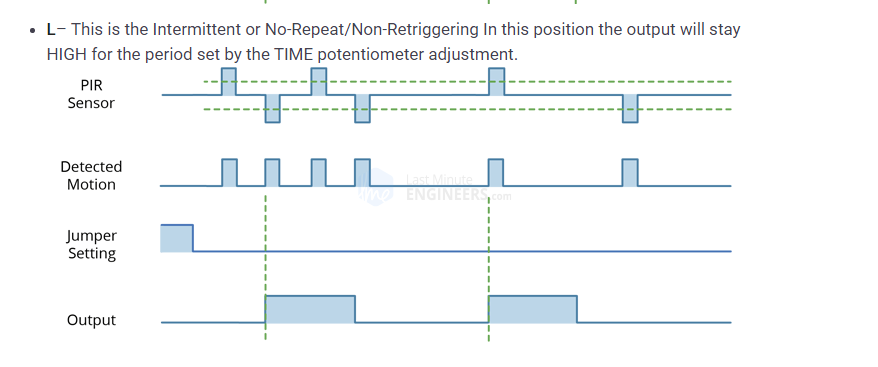 L– This is the Intermittent or No-Repeat/Non-Retriggering In this position the output will stay
HIGH for the period set by the TIME potentiometer adjustment.
PIR
Sensor
Detected
Motion
Last Minute
ENGINEERS.com
Jumper
Setting
Output